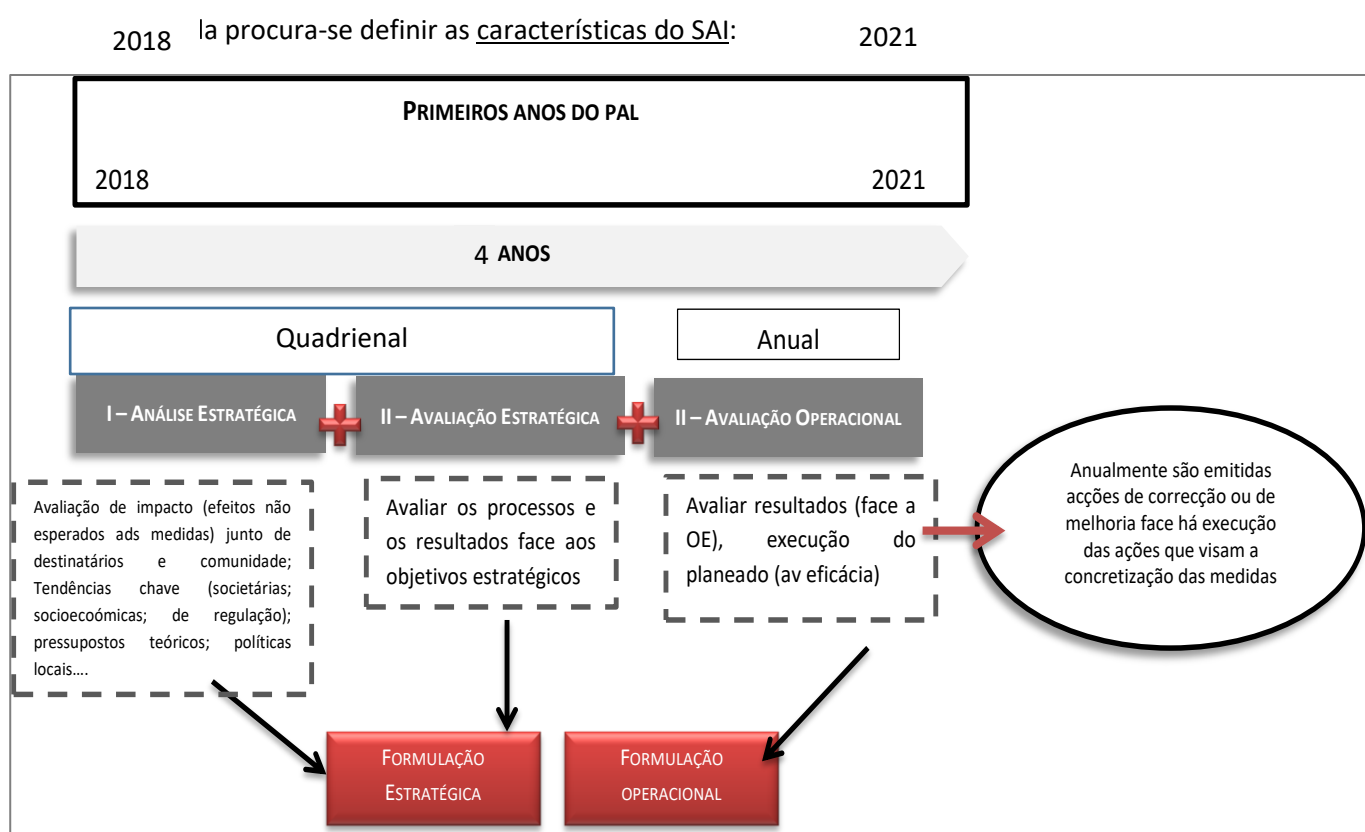 2018 la procura-se definir as características do SAI: 2021
PRIMEIROS ANOS DO PAL
2018 2021
4 ANOS
Quadrienal
Anual
I – ANÁLISE ESTRATÉGICA
II – AVALIAÇÃO ESTRATÉGICA
II – AVALIAÇÃO OPERACIONAL
Avaliação de impacto (efeitos não
esperados ads medidas) junto de
destinatários e comunidade;
Tendências chave (societárias;
socioecoómicas; de regulação);
pressupostos teóricos; políticas
locais....
Avaliar os processos e
os resultados face aos
objetivos estratégicos
Avaliar resultados (face a
OE), execução do
planeado (av eficácia)
Anualmente são emitidas
acções de correcção ou de
melhoria face há execução
das ações que visam a
concretização das medidas
FORMULAÇÃO
ESTRATÉGICA
FORMULAÇÃO
OPERACIONAL